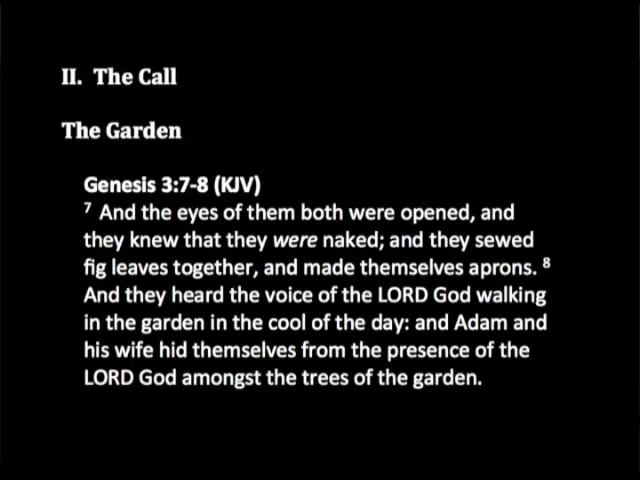 II. The Call
The Garden
Genesis 3:7-8 (KJV)
7 And the eyes of them both were opened, and
they knew that they were naked; and they sewed
fig leaves together, and made themselves aprons. 8
And they heard the voice of the LORD God walking
in the garden in the cool of the day: and Adam and
his wife hid themselves from the presence of the
LORD God amongst the trees of the garden.